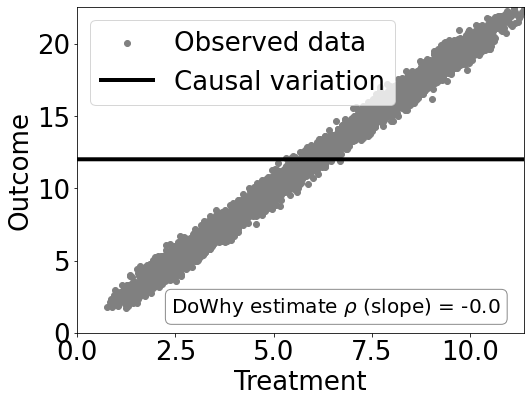 Observed data
Causal variation
20
15
10
5
0
Outcome
DoWhy estimate ρ (slope) = -0.0
0.0 2.5 5.0 7.5 10.0
Treatment